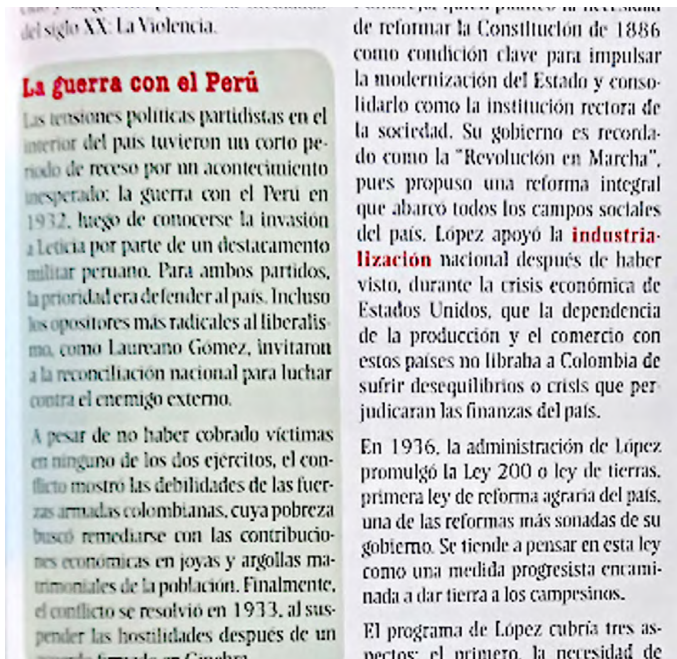 del siglo XX: La Violencia.
La guerra con el Perú
Las tensiones políticas partidistas en el
interior del país tuvieron un corto pe-
riodo de receso por un acontecimiento
inesperado: la guerra con el Perú en
1932, luego de conocerse la invasión
a Leticia por parte de un destacamento
militar peruano. Para ambos partidos,
la prioridad era defender al país. Incluso
los opositores más radicales al liberalis-
mo, como Laureano Gómez, invitaron
a la reconciliación nacional para luchar
contra el enemigo externo.
A pesar de no haber cobrado víctimas
en ninguno de los dos ejércitos, el con-
flicto mostró las debilidades de las fuer-
zas armadas colombianas, cuya pobreza
buscó remediarse con las contribucio-
nes económicas en joyas y argollas ma-
trimoniales de la población. Finalmente,
el conflicto se resolvió en 1933, al sus-
pender las hostilidades después de un
de reformar la Constitución de 1886
como condición clave para impulsar
la modernización del Estado y conso-
lidarlo como la institución rectora de
la sociedad. Su gobierno es recorda-
do como la "Revolución en Marcha",
pues propuso una reforma integral
que abarcó todos los campos sociales
del país. López apoyó la industria-
lización nacional después de haber
visto, durante la crisis económica de
Estados Unidos, que la dependencia
de la producción y el comercio con
estos países no libraba a Colombia de
sufrir desequilibrios o crisis que per-
judicaran las finanzas del país.
En 1936, la administración de López
promulgó la Ley 200 o ley de tierras,
primera ley de reforma agraria del país,
una de las reformas más sonadas de su
gobierno. Se tiende a pensar en esta ley
como una medida progresista encami-
nada a dar tierra a los campesinos.
El programa de López cubría tres as-
pectos: el primero, la necesidad de